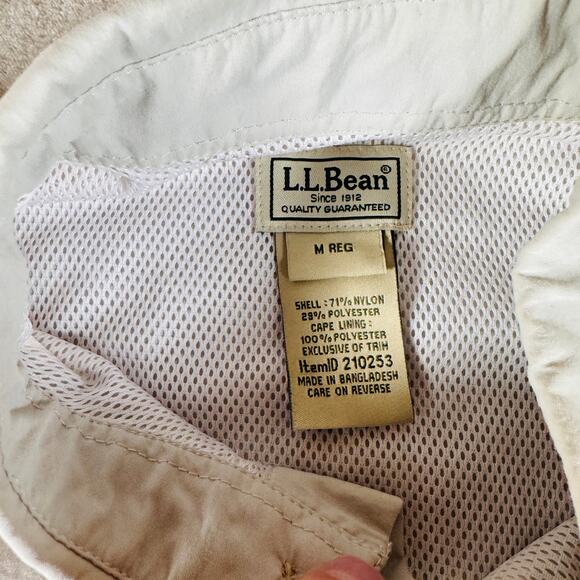 L.L.Bean®
Since 1912
QUALITY GUARANTEED
M REG
SHELL : 71% NYLON
29% POLYESTER
CAPE LINING :
100% POLYESTER
EXCLUSIVE OF TRIM
ItemID 210253
MADE IN BANGLADESH
CARE ON REVERSE